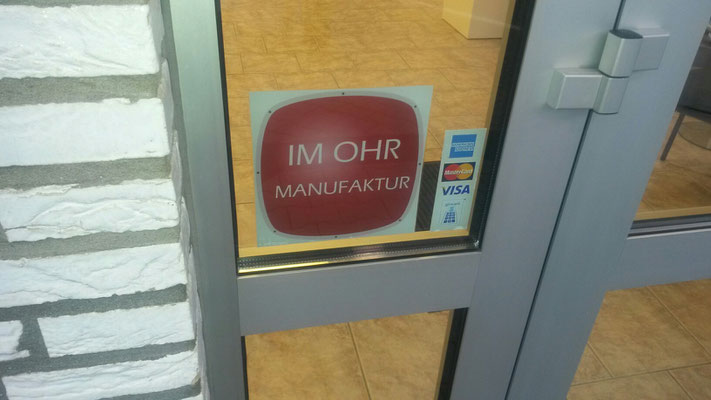 IM OHR
MANUFAKTUR
MasterCard
VISA